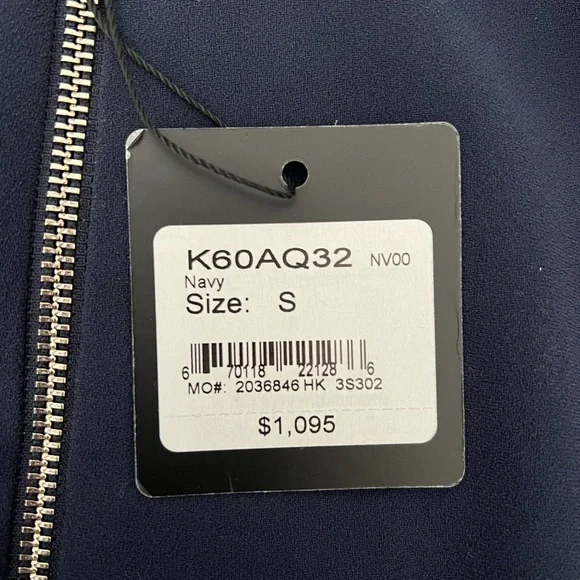 K60AQ32 NV00
Navy
Size: S
6 70118 22128 6
MO#: 2036846 HK 3S302
$1,095